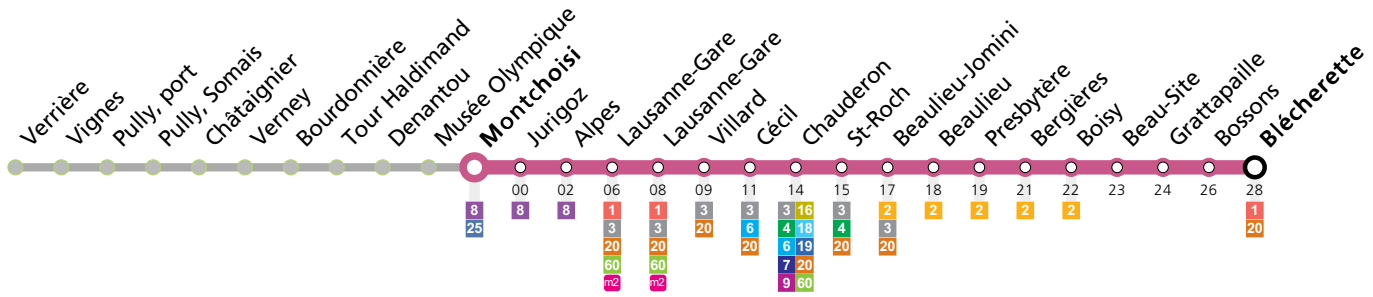 Verrière
Vignes
Pully, port
Pully, Somais
Châtaignier
Verney
Bourdonnière
Tour Haldimand
Denantou
Musée Olympique
Montchoisi
Jurigoz
Alpes
Lausanne-Gare
Lausanne-Gare
Villard
Cécil
Chauderon
St-Roch
Beaulieu-Jomini
Beaulieu
Presbytère
Bergières
Boisy
Beau-Site
Grattapaille
Bossons
Blécherette
00 02 06 08 09 11 14 15 17 18 19 21 22 23 24 26 28
8 8 8 1 1 3 3 3 16 3 2 2 2 2 2 1
25 3 3 20 6 4 18 4 3 20
20 20 20 6 19 20 20
60 60 7 20
m2 m2 9 60